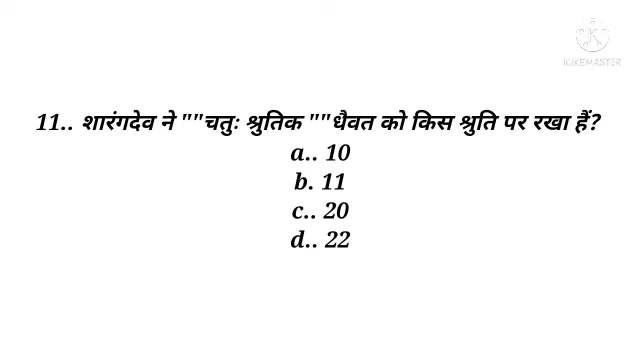 KINEMASTER
11.. शारंगदेव ने ""चतुः श्रुतिक ""धैवत को किस श्रुति पर रखा हैं?
a.. 10
b. 11
c.. 20
d.. 22